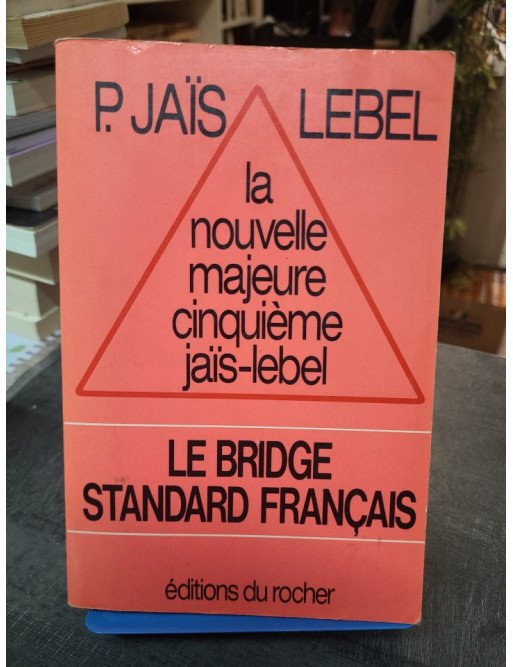 P. JAÏS LEBEL
la
nouvelle
majeure
cinquième
jaïs-lebel
LE BRIDGE
STANDARD FRANÇAIS
éditions du rocher